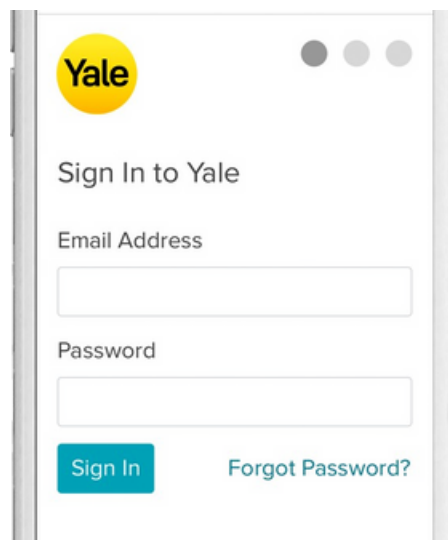 Yale
Sign In to Yale
Email Address
Password
Sign In
Forgot Password?